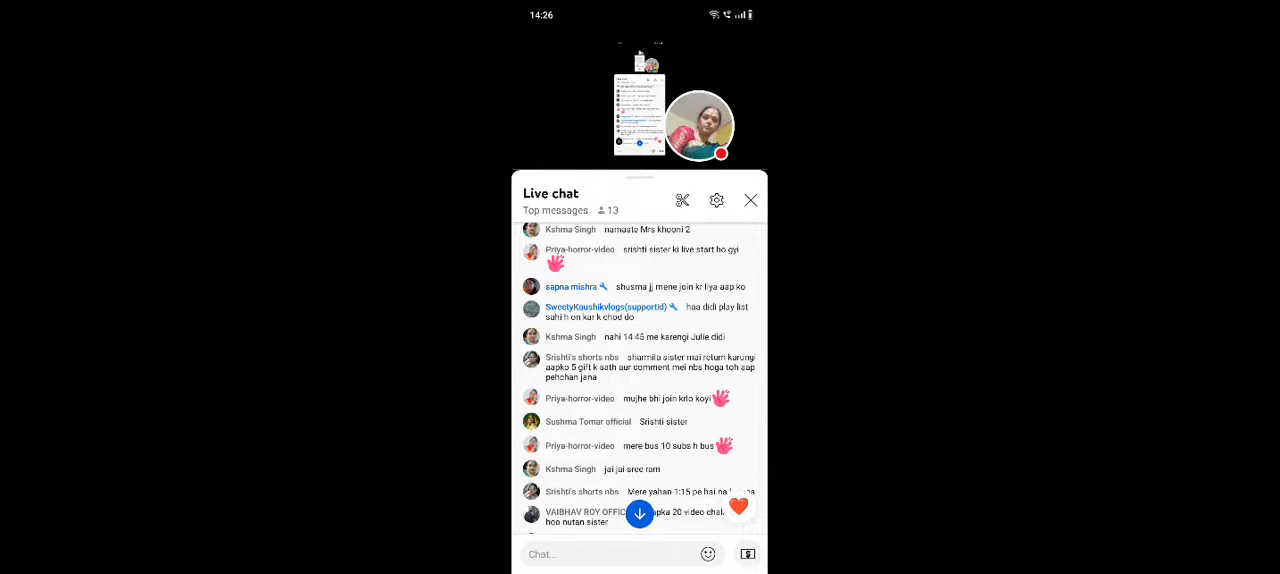 14:26
Live chat
Top messages 13
Kshma Singh namaste Mrs khooni 2
Priya-horror-video srishti sister ki live start ho gyi
sapna mishra shusma jj mene join kr liya aap ko
SweetyKaushikvlogs(supportid) haa didi play list
sahi h on kar k chod do
Kshma Singh nahi 14 45 me karengi Julie didi
Srishti's shorts nbs sharmila sister mai return karungi
aapko 5 gift k sath aur comment mei nbs hoga toh aap
pehchan jana
Priya-horror-video mujhe bhi join krlo koyi
Sushma Tomar official Srishti sister
Priya-horror-video mere bus 10 subs h bus
Kshma Singh jai jai sree ram
Srishti's shorts nbs Mere yahan 1:15 pe hai na
VAIBHAV ROY OFFIC apka 20 video chal
hoo nutan sister
Chat...